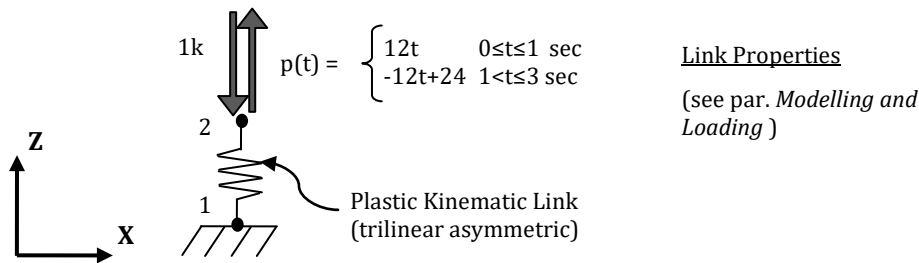 1k
p(t) = 
12t 0≤t≤1 sec
-12t+24 1<t≤3 sec
Link Properties
(see par. Modelling and
Loading )
2
Z
1
Plastic Kinematic Link
(trilinear asymmetric)
X